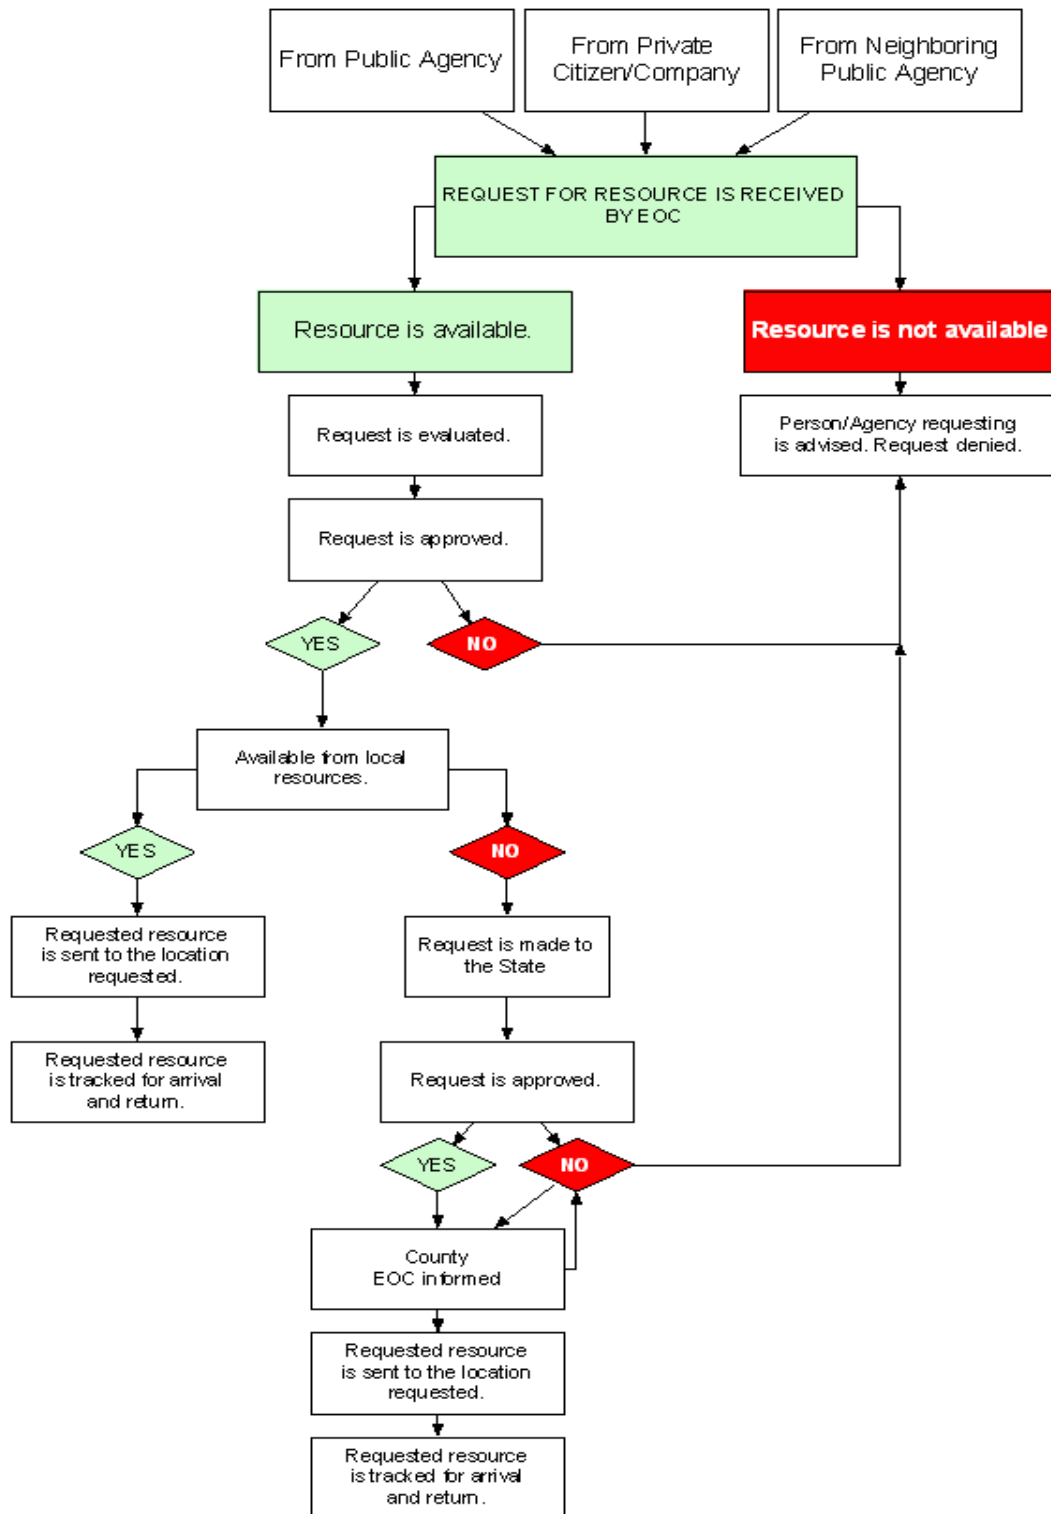 From Public Agency
From Private
Citizen/Company
From Neighboring
Public Agency
REQUEST FOR RESOURCE IS RECEIVED
BY EOC
Resource is available.
Resource is not available
Request is evaluated.
Person/Agency requesting
is advised. Request denied.
Request is approved.
YES
NO
Available from local
resources.
YES
NO
Requested resource
is sent to the location
requested.
Request is made to
the State
Requested resource
is tracked for arrival
and return.
Request is approved.
YES
NO
County
EOC informed
Requested resource
is sent to the location
requested.
Requested resource
is tracked for arrival
and return.